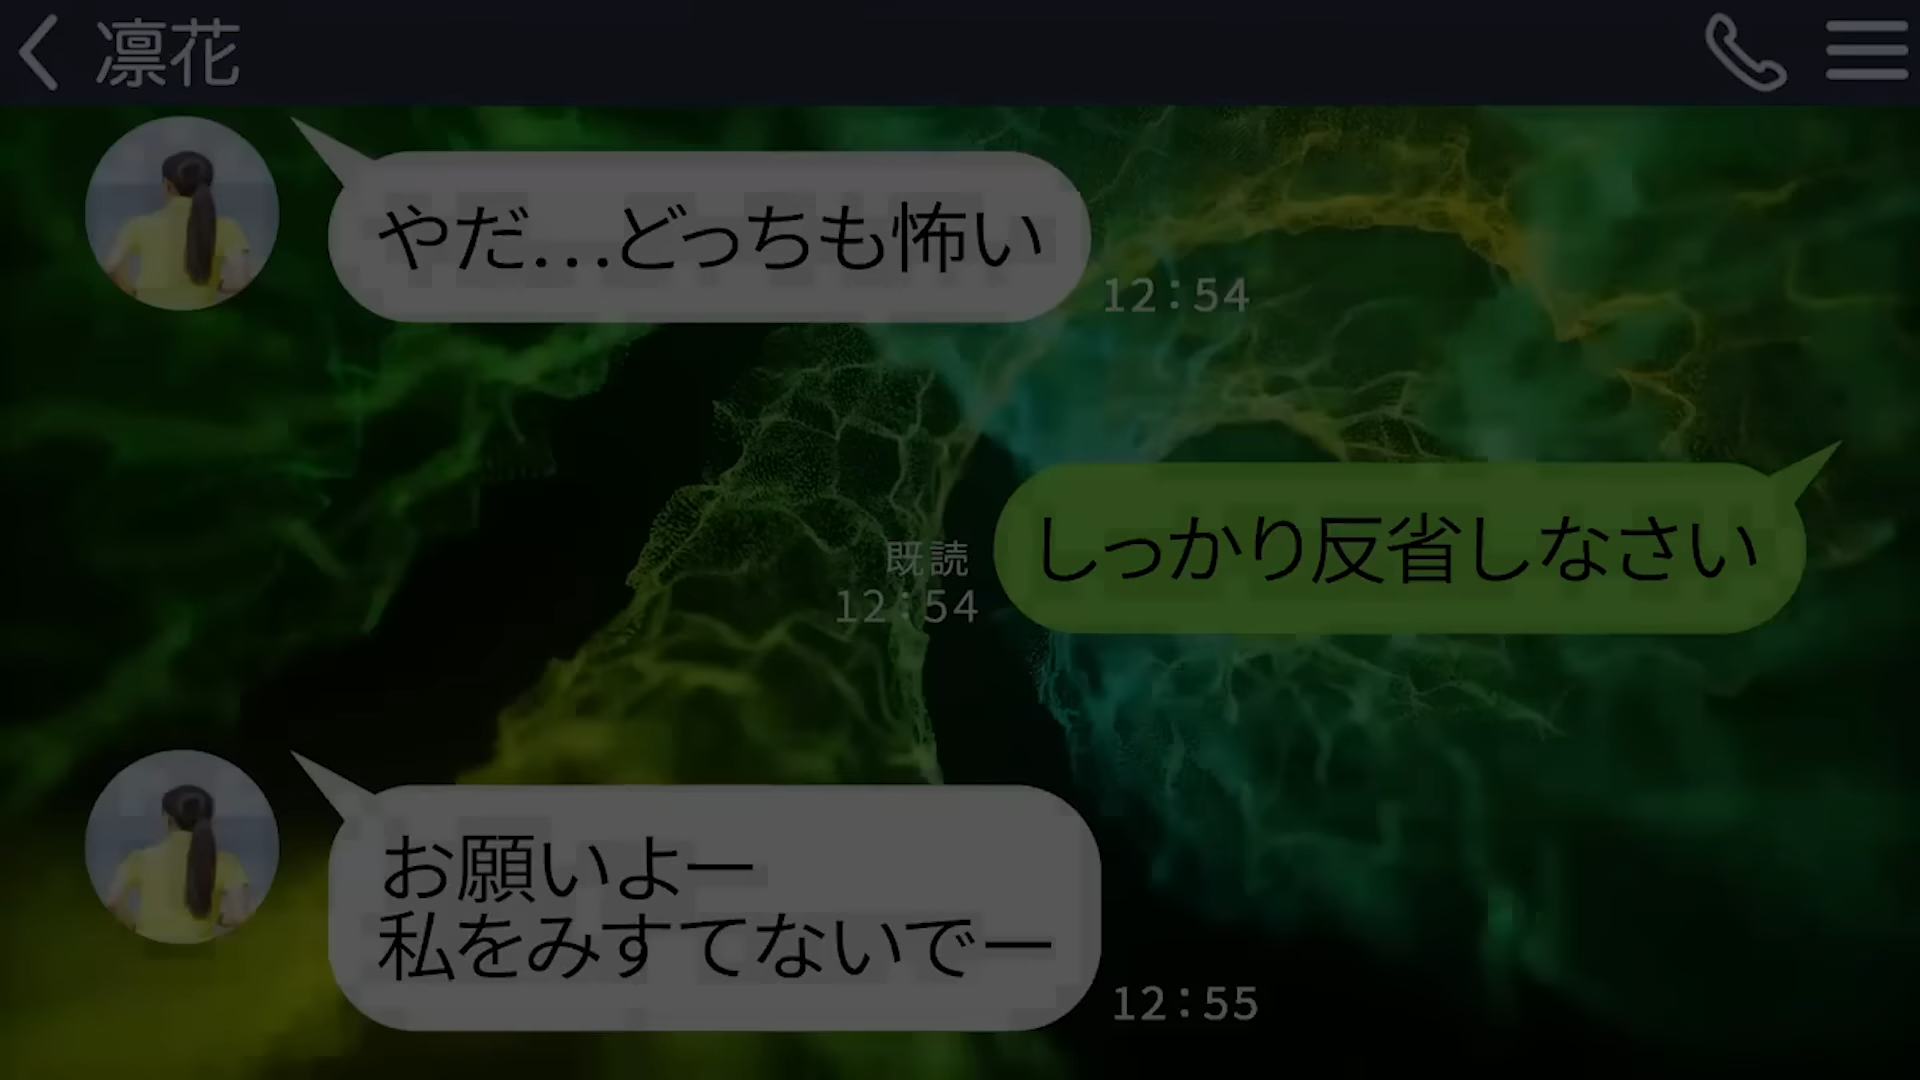 凛花
やだ…どっちも怖い
12:54
しっかり反省しなさい
既読
12:54
お願いよー
私をみすてないでー
12:55